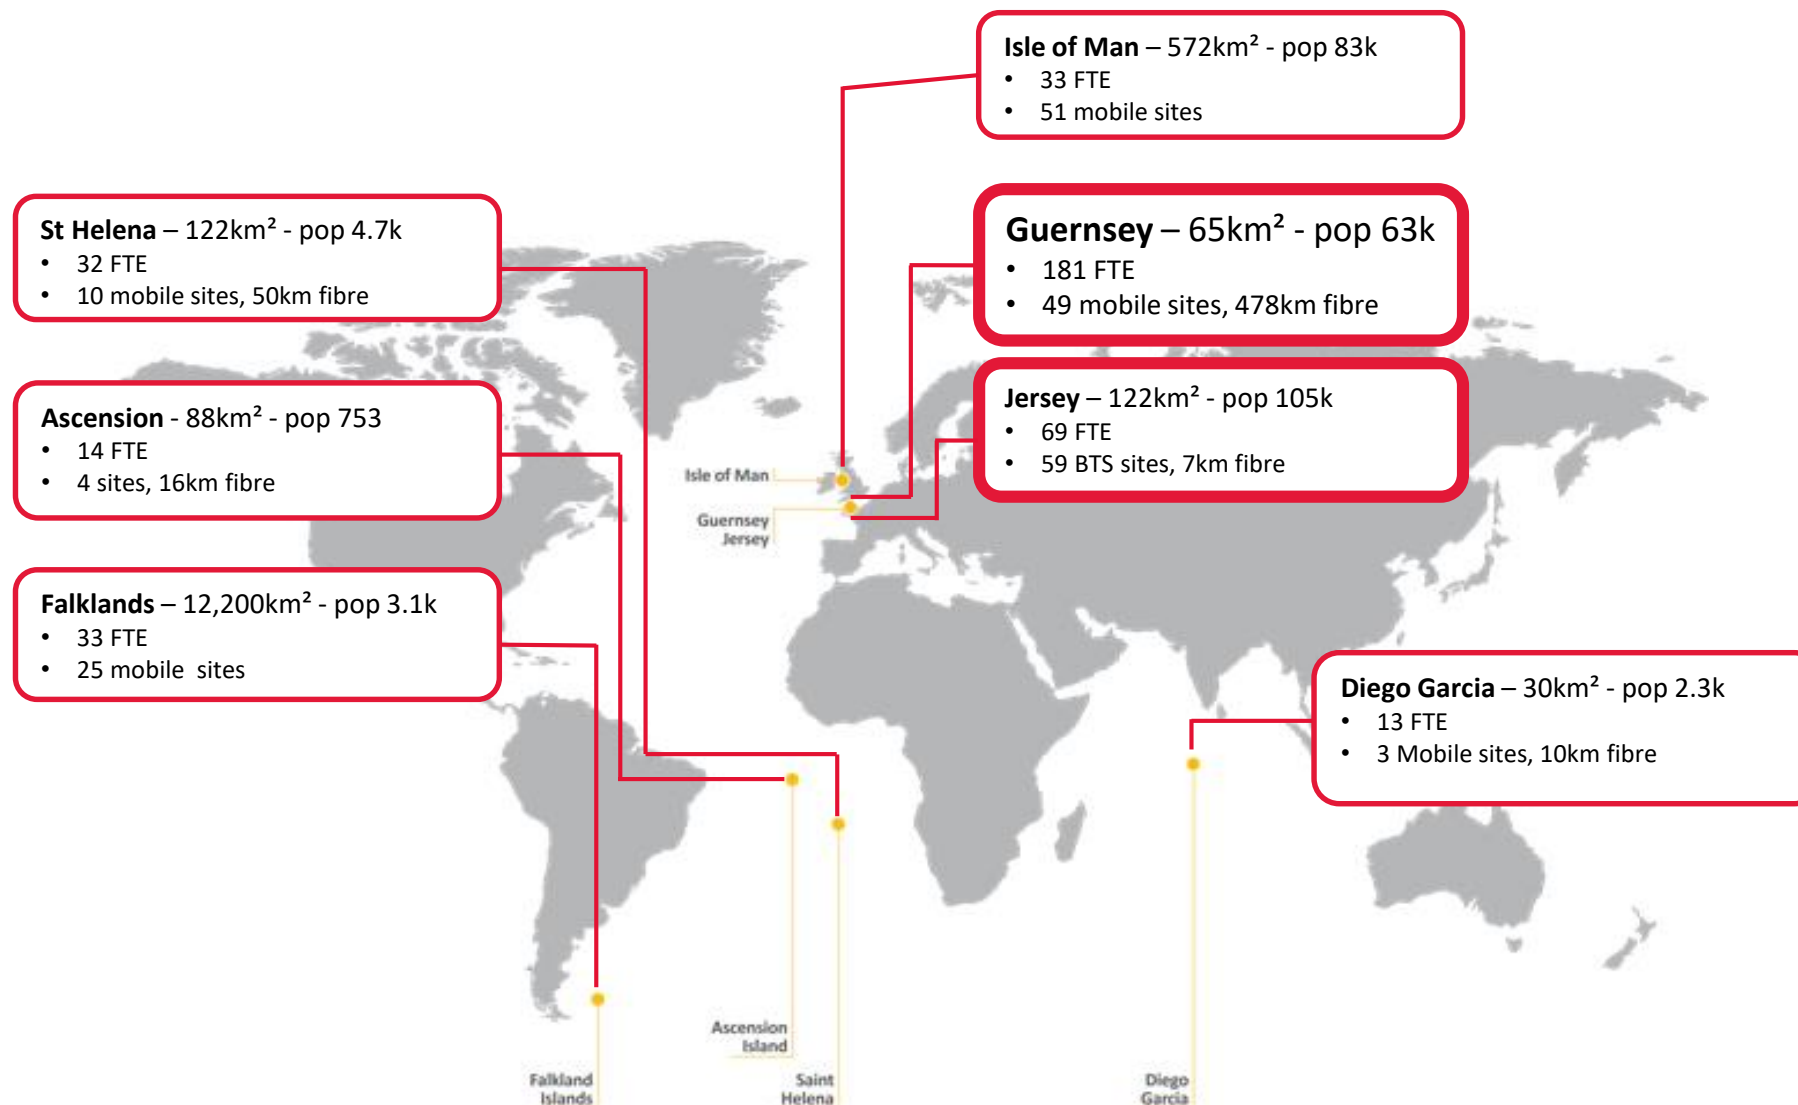 Isle of Man – 572km² - pop 83k
• 33 FTE
• 51 mobile sites
St Helena – 122km² - pop 4.7k
• 32 FTE
• 10 mobile sites, 50km fibre
Guernsey – 65km² - pop 63k
• 181 FTE
• 49 mobile sites, 478km fibre
Ascension - 88km² - pop 753
• 14 FTE
• 4 sites, 16km fibre
Jersey – 122km² - pop 105k
• 69 FTE
• 59 BTS sites, 7km fibre
Isle of Man
Guernsey
Jersey
Falklands – 12,200km² - pop 3.1k
• 33 FTE
• 25 mobile  sites
Diego Garcia – 30km² - pop 2.3k
• 13 FTE
• 3 Mobile sites, 10km fibre
Ascension
Island
Falkland
Islands
Saint
Helena
Diego
Garcia